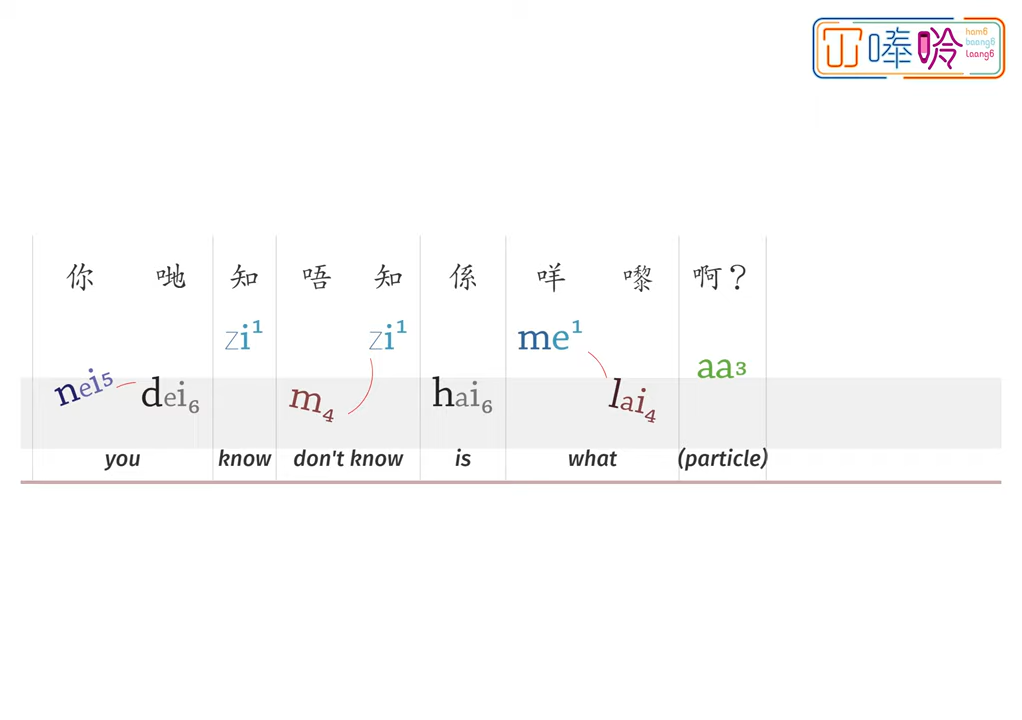 冚唪唥
ham6
baang6
laang6
你哋知唔知係咩嚟啊？
nei5 dei6 zi1 m4 zi1 hai6 me1 lai4 aa3
you know don't know is what (particle)